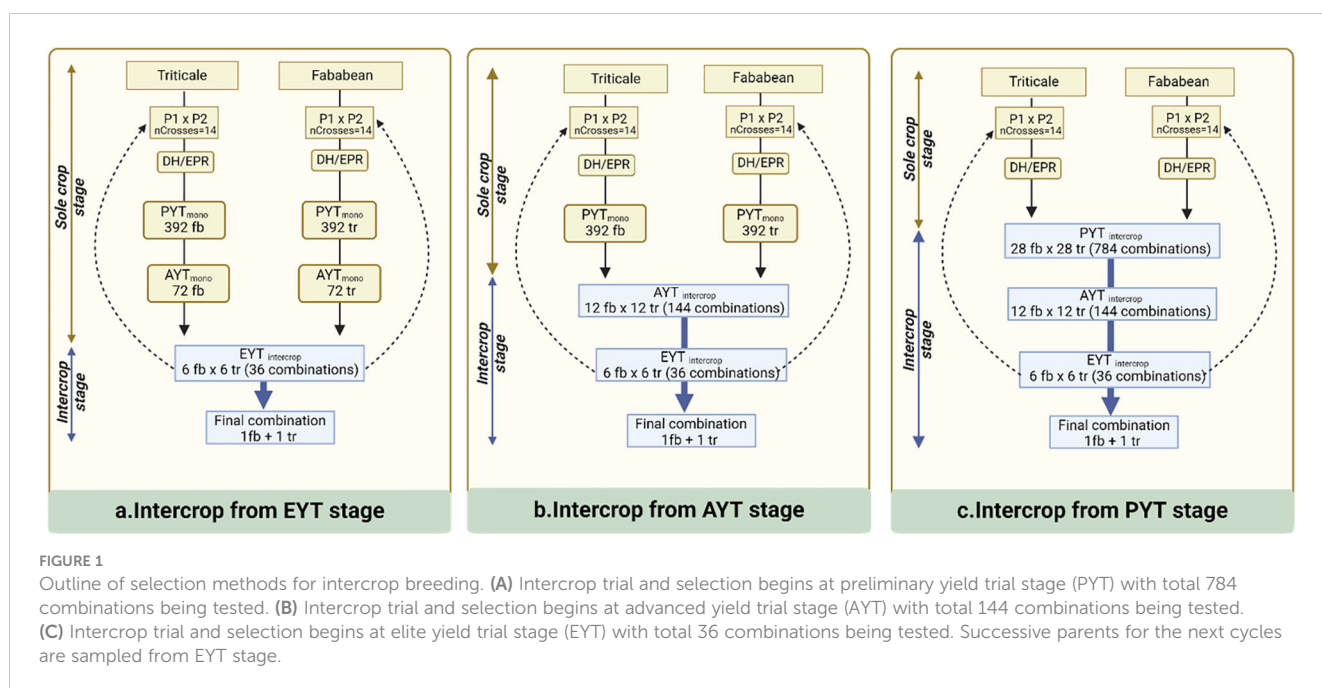 Sole crop
stage
Intercrop
stage
Triticale
Fababean
P1 x P2
nCrosses=14
P1 x P2
nCrosses=14
DH/EPR
DH/EPR
PYTmono
392 fb
PYTmono
392 tr
AYTmono
72 fb
AYTmono
72 tr
EYT intercrop
6 fb x 6 tr (36 combinations)
Final combination
1fb + 1 tr
a.Intercrop from EYT stage
Sole crop
stage
Intercrop
stage
Triticale
Fababean
P1 x P2
nCrosses=14
P1 x P2
nCrosses=14
DH/EPR
DH/EPR
PYTmono
392 fb
PYTmono
392 tr
AYT intercrop
12 fb x 12 tr (144 combinations)
EYT intercrop
6 fb x 6 tr (36 combinations)
Final combination
1fb + 1 tr
b.Intercrop from AYT stage
Sole crop
stage
Intercrop
stage
Triticale
Fababean
P1 x P2
nCrosses=14
P1 x P2
nCrosses=14
DH/EPR
DH/EPR
PYT intercrop
28 fb x 28 tr (784 combinations)
AYT intercrop
12 fb x 12 tr (144 combinations)
EYT intercrop
6 fb x 6 tr (36 combinations)
Final combination
1fb + 1 tr
c.Intercrop from PYT stage
FIGURE 1
Outline of selection methods for intercrop breeding. (A) Intercrop trial and selection begins at preliminary yield trial stage (PYT) with total 784
combinations being tested. (B) Intercrop trial and selection begins at advanced yield trial stage (AYT) with total 144 combinations being tested.
(C) Intercrop trial and selection begins at elite yield trial stage (EYT) with total 36 combinations being tested. Successive parents for the next cycles
are sampled from EYT stage.